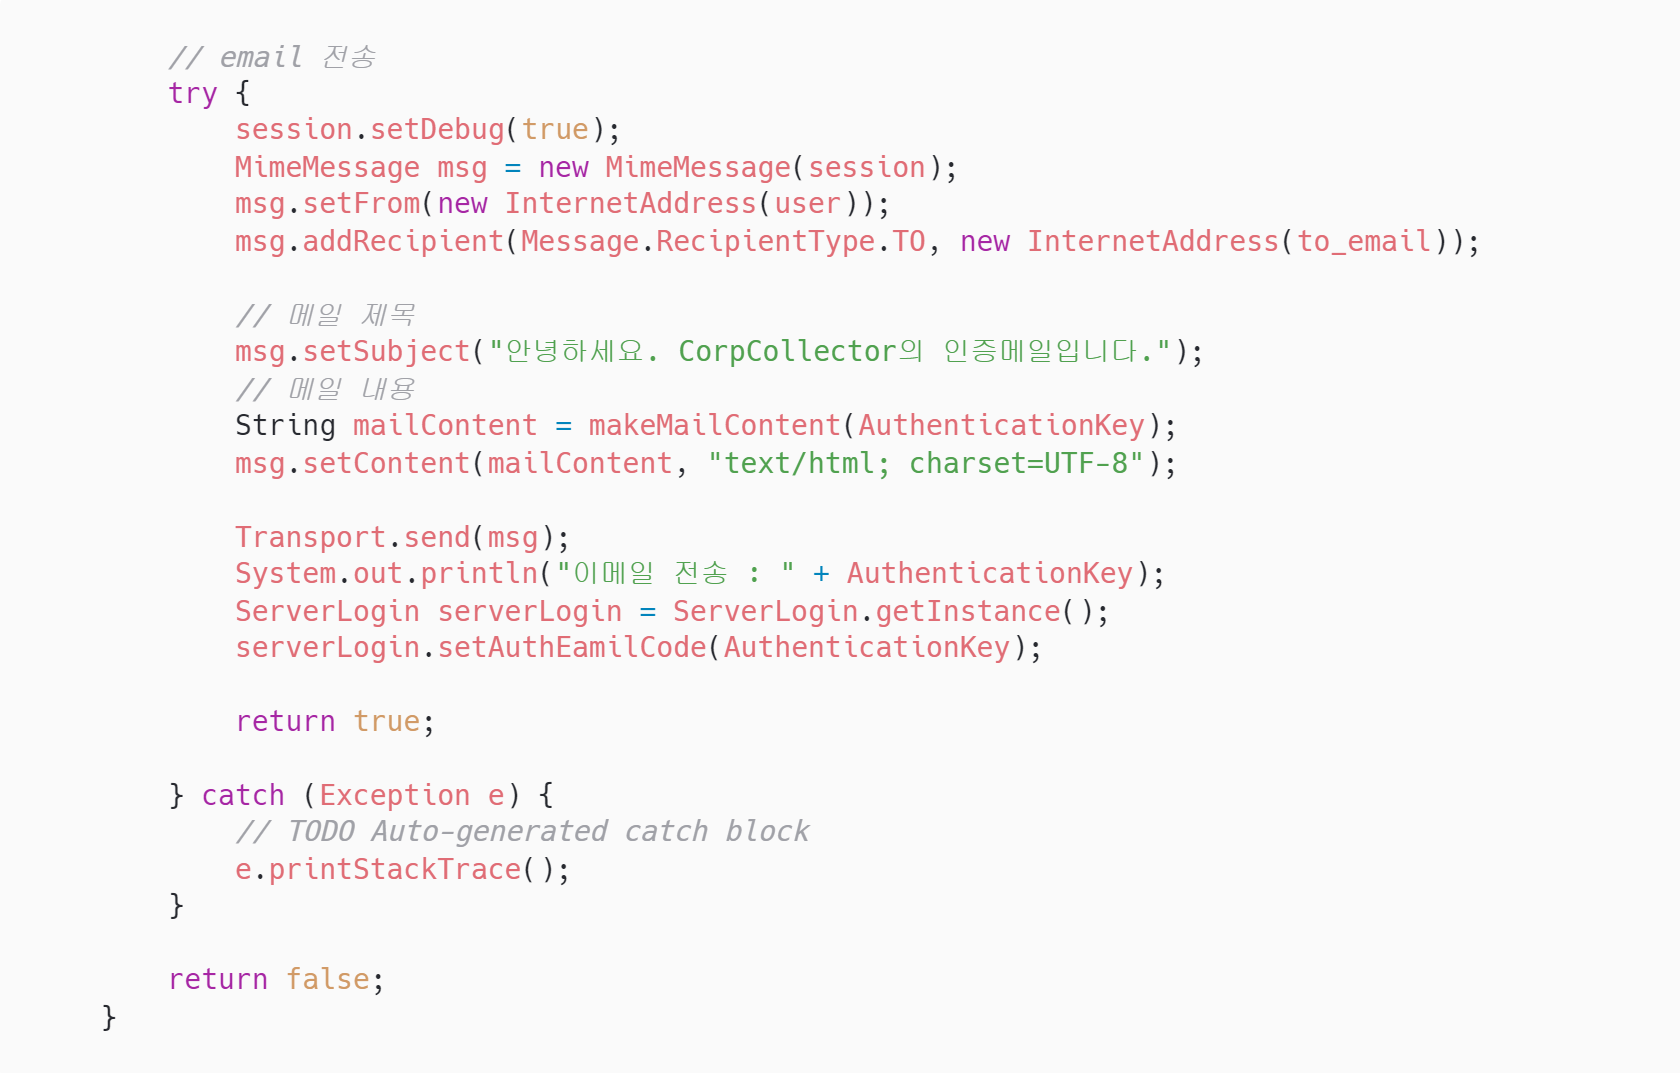 // email 전송
try {
session.setDebug(true);
MimeMessage msg = new MimeMessage(session);
msg.setFrom(new InternetAddress(user));
msg.addRecipient(Message.RecipientType.TO, new InternetAddress(to_email));
// 메일 제목
msg.setSubject("안녕하세요. CorpCollector의 인증메일입니다.");
// 메일 내용
String mailContent = makeMailContent(AuthenticationKey);
msg.setContent(mailContent, "text/html; charset=UTF-8");
Transport.send(msg);
System.out.println("이메일 전송 : " + AuthenticationKey);
ServerLogin serverLogin = ServerLogin.getInstance();
serverLogin.setAuthEamilCode(AuthenticationKey);
return true;
} catch (Exception e) {
// TODO Auto-generated catch block
e.printStackTrace();
}
return false;
}